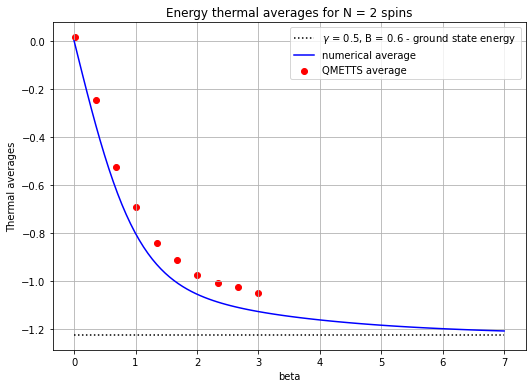 Energy thermal averages for N = 2 spins
γ = 0.5, B = 0.6 - ground state energy
numerical average
QMETTS average
Thermal averages
0.0
−0.2
−0.4
−0.6
−0.8
−1.0
−1.2
0 1 2 3 4 5 6 7
beta